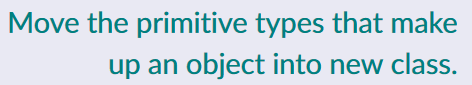 Move the primitive types that make
up an object into new class.